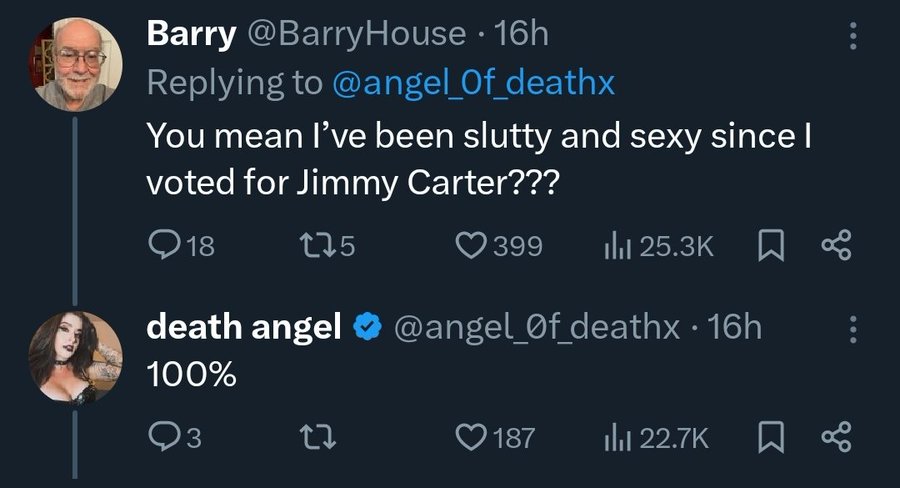 Barry @BarryHouse · 16h
Replying to @angel_0f_deathx
You mean I’ve been slutty and sexy since I
voted for Jimmy Carter???
18 5 399 25.3K
death angel @angel_0f_deathx · 16h
100%
3 187 22.7K